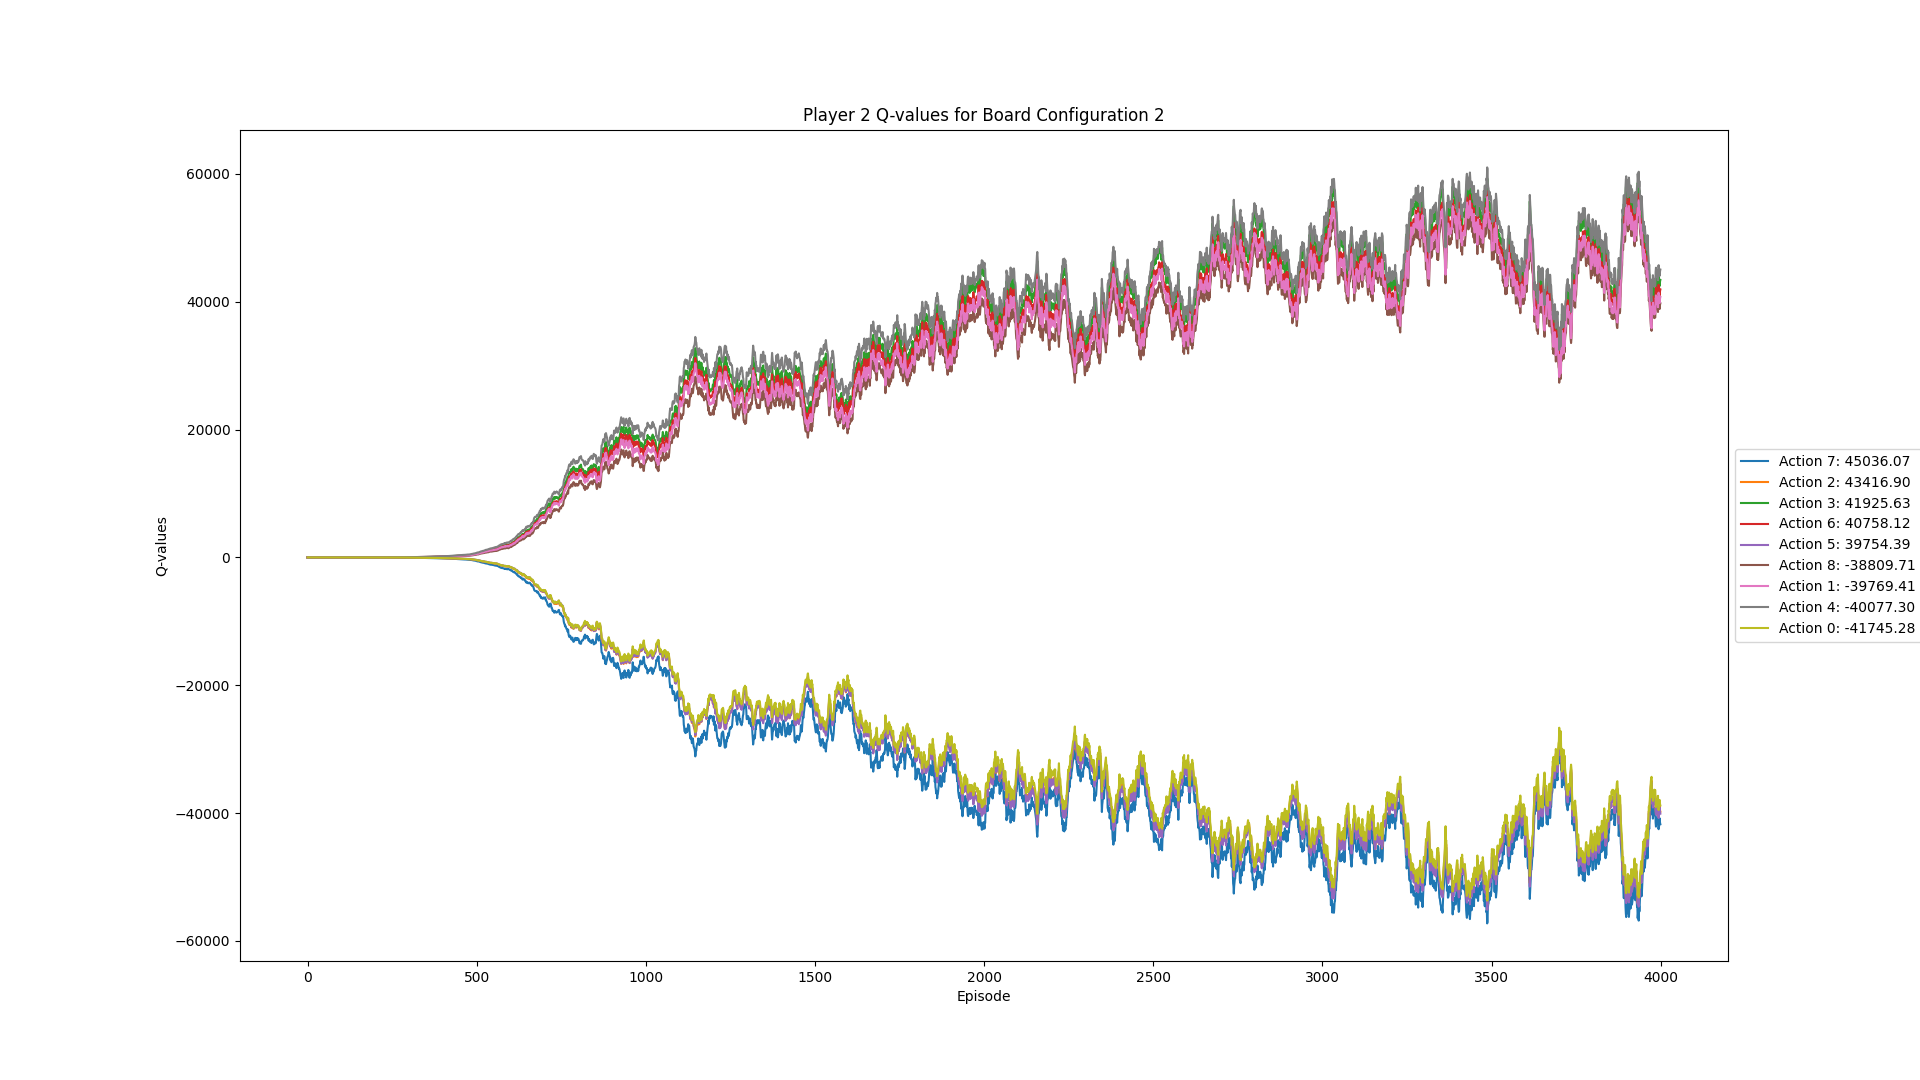 Player 2 Q-values for Board Configuration 2
60000
40000
20000
0
−20000
−40000
−60000
Q-values
0
500
1000
1500
2000
2500
3000
3500
4000
Episode
Action 7: 45036.07
Action 2: 43416.90
Action 3: 41925.63
Action 6: 40758.12
Action 5: 39754.39
Action 8: -38809.71
Action 1: -39769.41
Action 4: -40077.30
Action 0: -41745.28